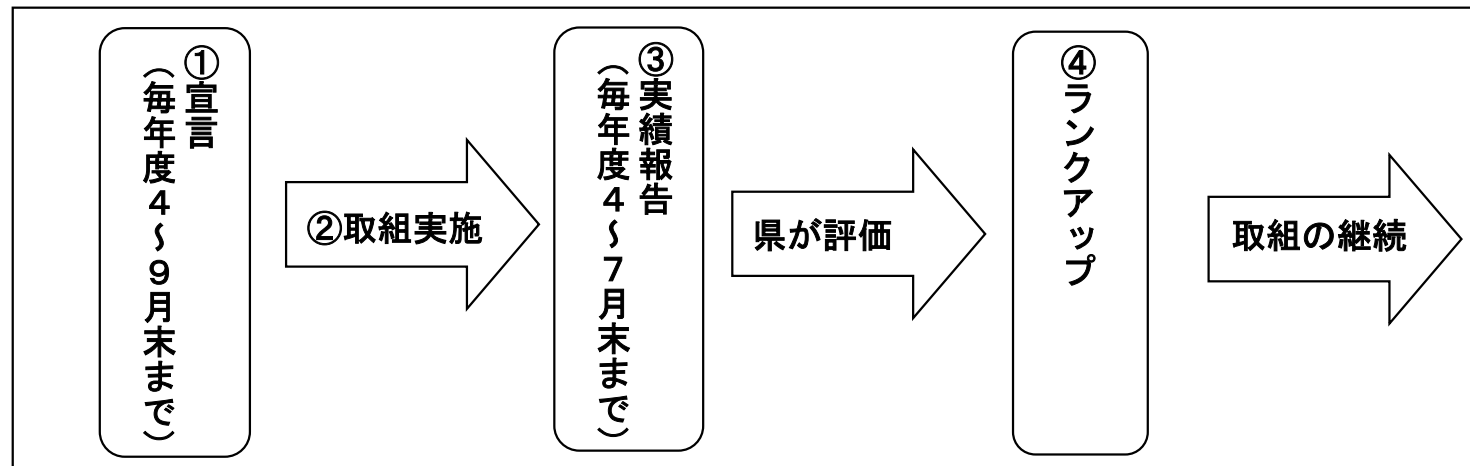 ①宣言
（毎年度４～９月末まで）
②取組実施
③実績報告
（毎年度４～７月末まで）
県が評価
④ランクアップ
取組の継続